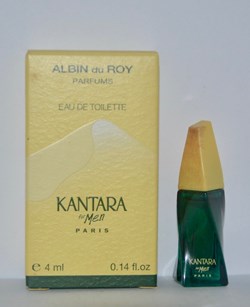 ALBIN du ROY
PARFUMS
EAU DE TOILETTE
KANTARA
for Men
PARIS
e 4 ml 0.14 fl.oz
KANTARA
for Men
PARIS